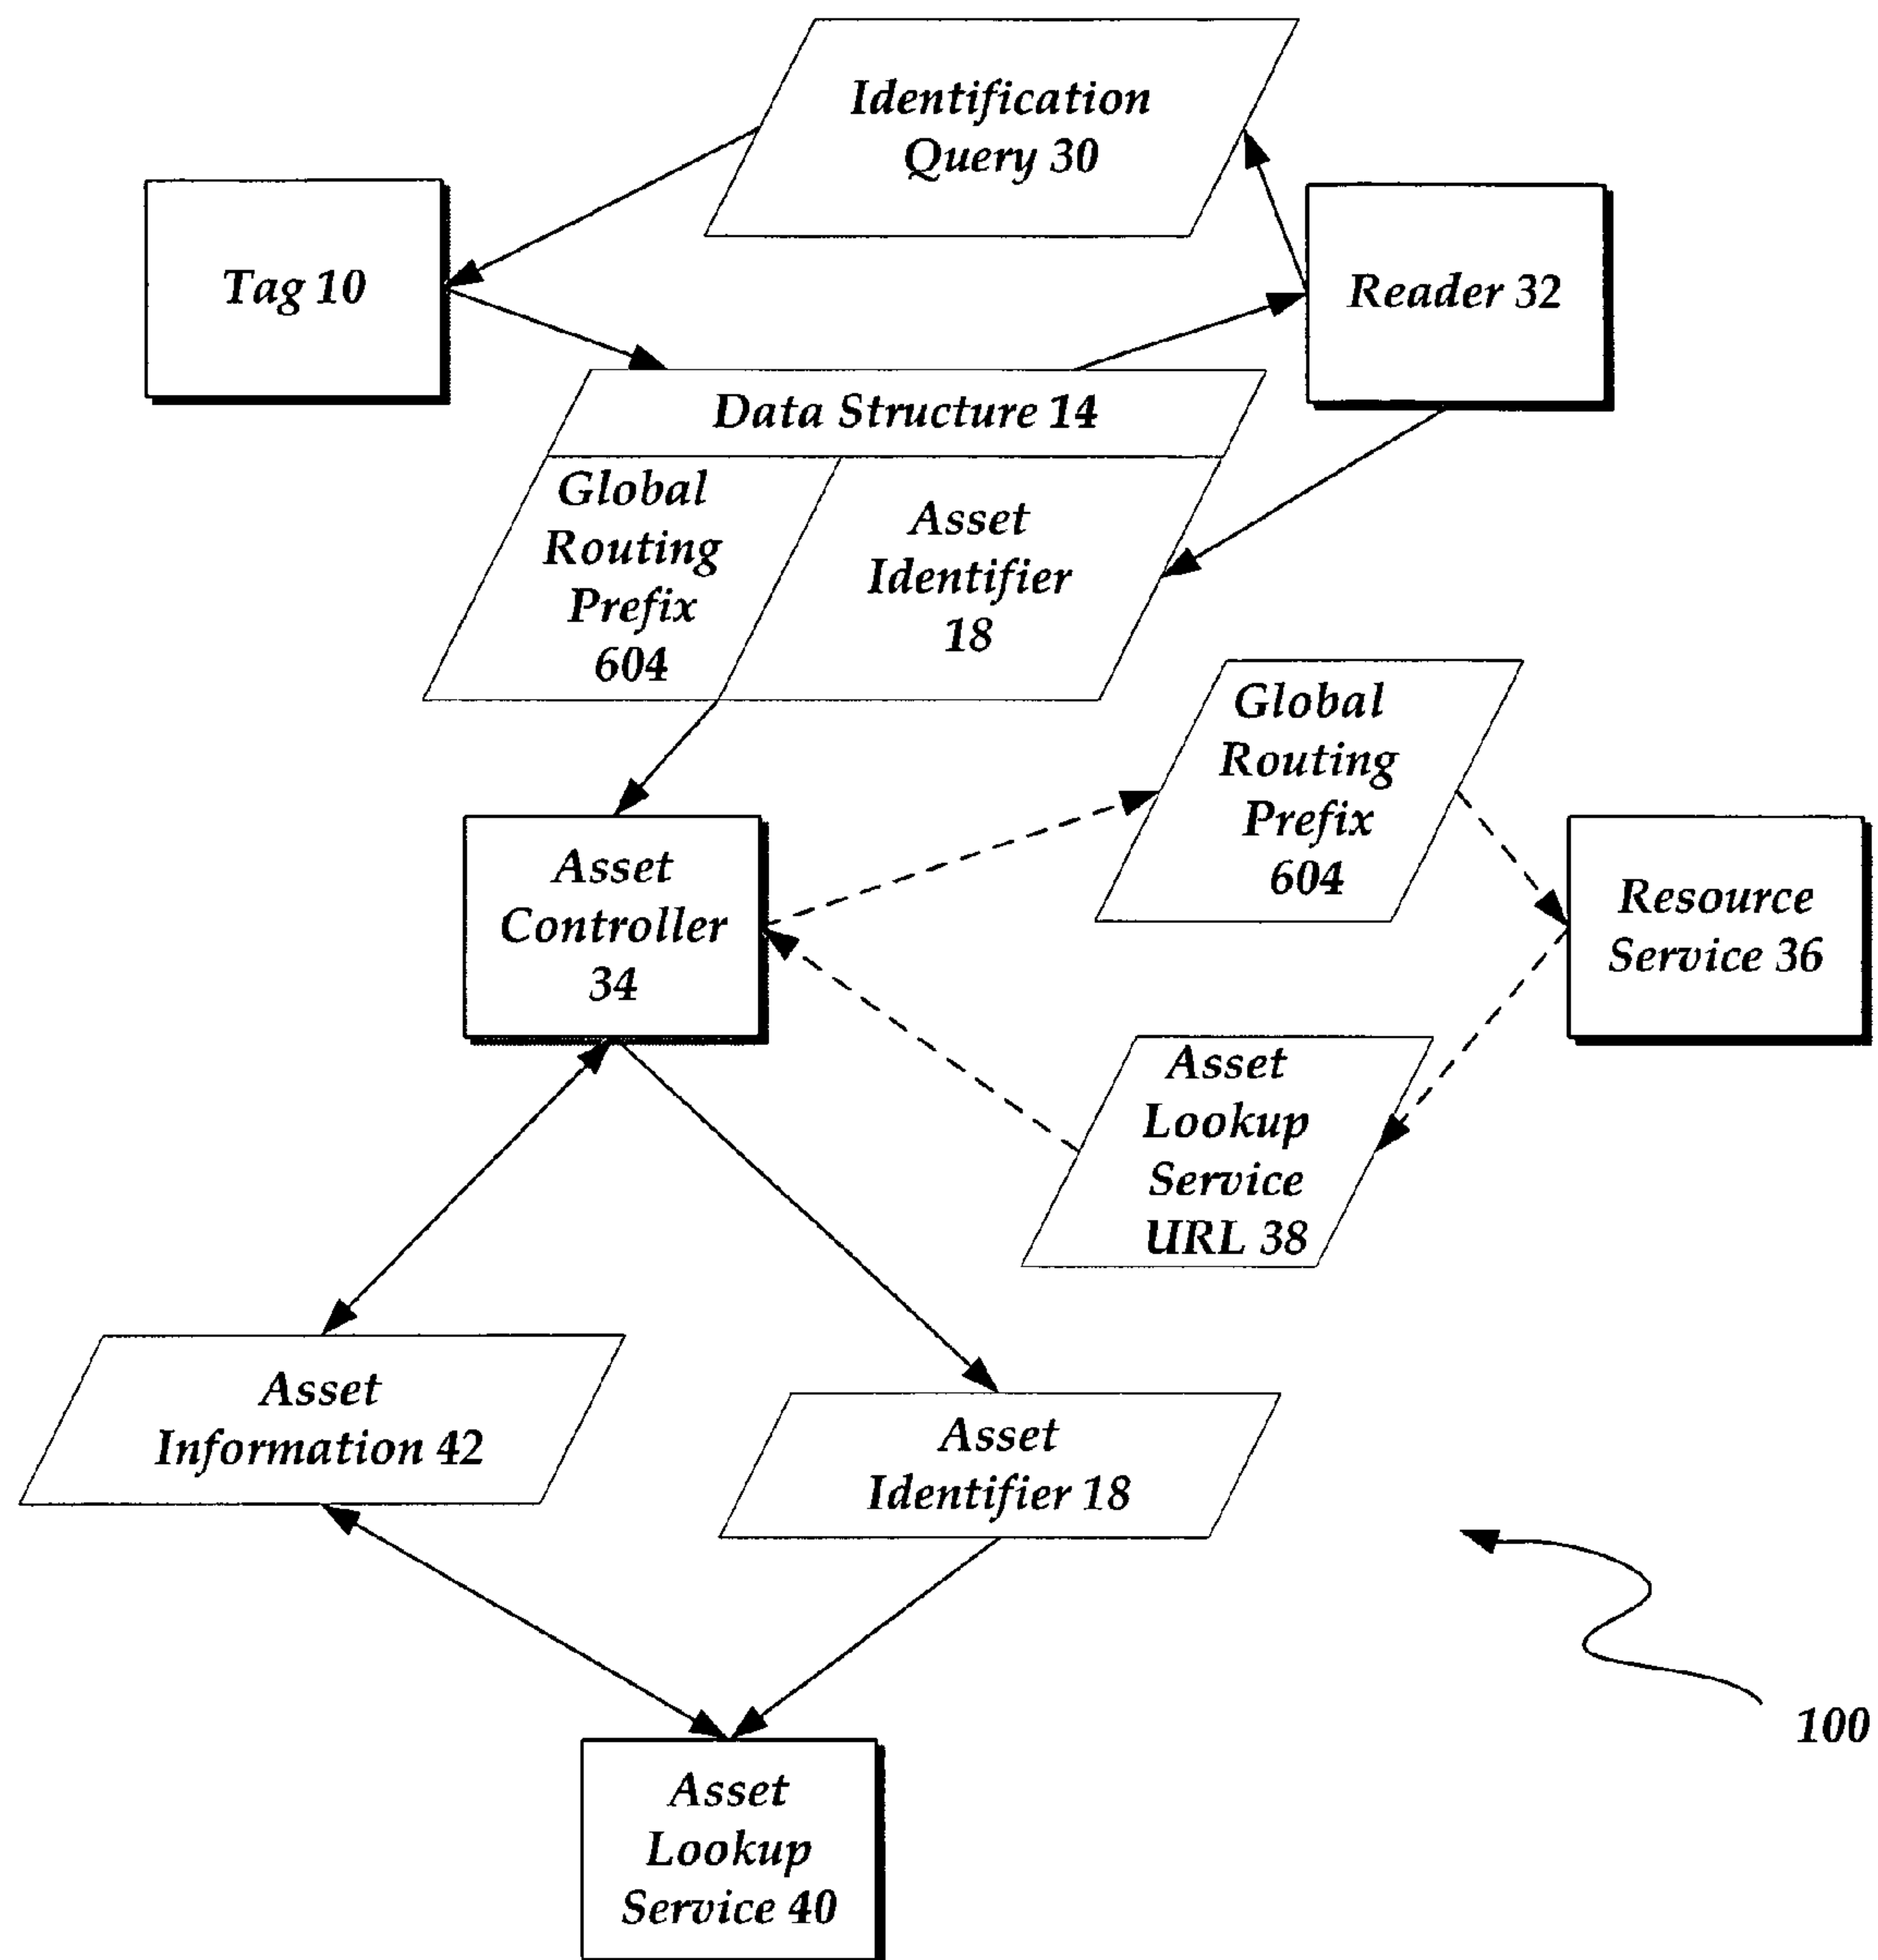 Identification
Query 30
Tag 10
Reader 32
Data Structure 14
Global
Routing
Prefix
604
Asset
Identifier
18
Global
Routing
Prefix
604
Asset
Controller
34
Resource
Service 36
Asset
Lookup
Service
URL 38
Asset
Information 42
Asset
Identifier 18
100
Asset
Lookup
Service 40